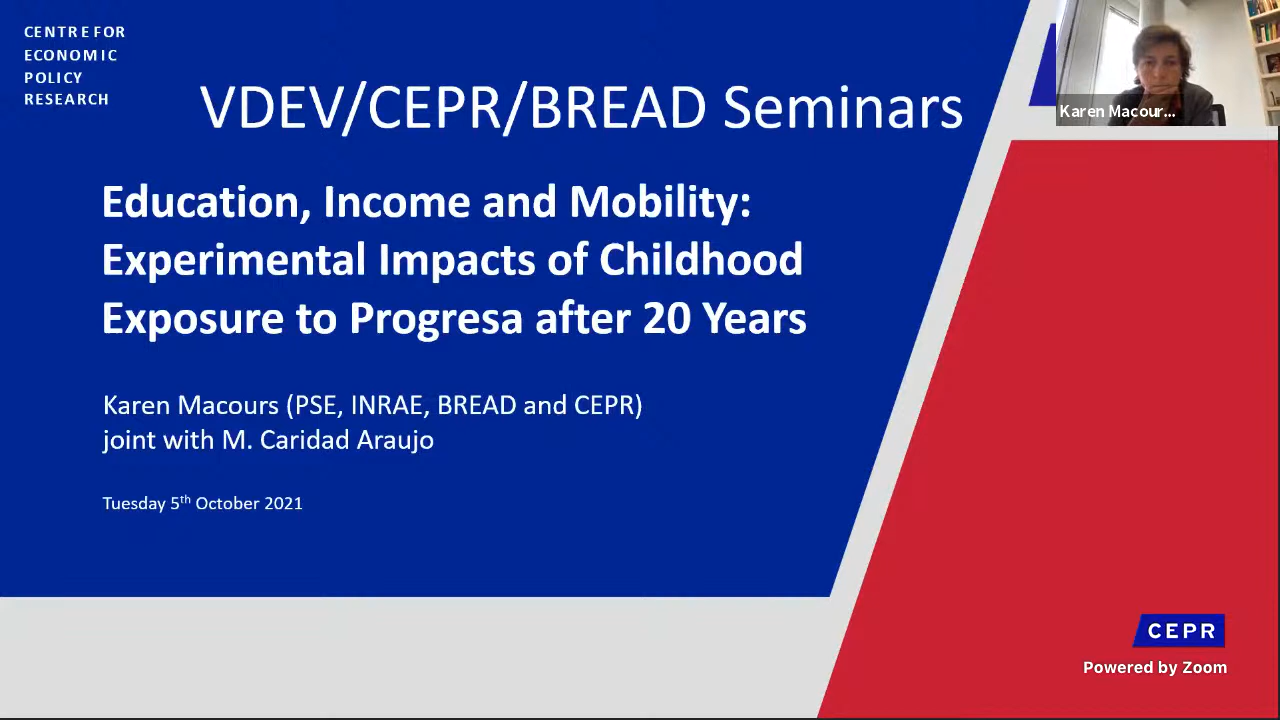 CENTRE FOR
ECONOMIC
POLICY
RESEARCH
VDEV/CEPR/BREAD Seminars
Karen Macour...
Education, Income and Mobility:
Experimental Impacts of Childhood
Exposure to Progresa after 20 Years
Karen Macours (PSE, INRAE, BREAD and CEPR)
joint with M. Caridad Araujo
Tuesday 5th October 2021
CEPR
Powered by Zoom